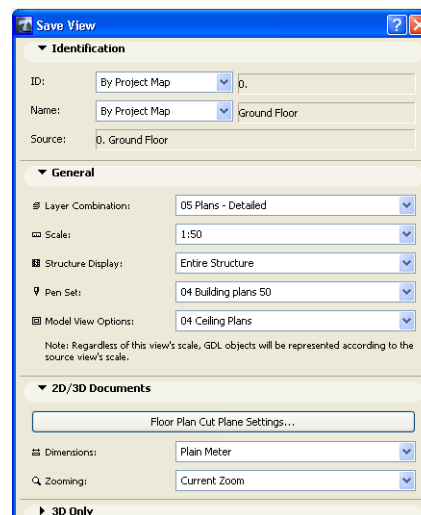 Save View
Identification
ID: By Project Map 0.
Name: By Project Map Ground Floor
Source: 0. Ground Floor
General
Layer Combination: 05 Plans - Detailed
Scale: 1:50
Structure Display: Entire Structure
Pen Set: 04 Building plans 50
Model View Options: 04 Ceiling Plans
Note: Regardless of this view's scale, GDL objects will be represented according to the
source view's scale.
2D/3D Documents
Floor Plan Cut Plane Settings...
Dimensions: Plain Meter
Zooming: Current Zoom
3D Only